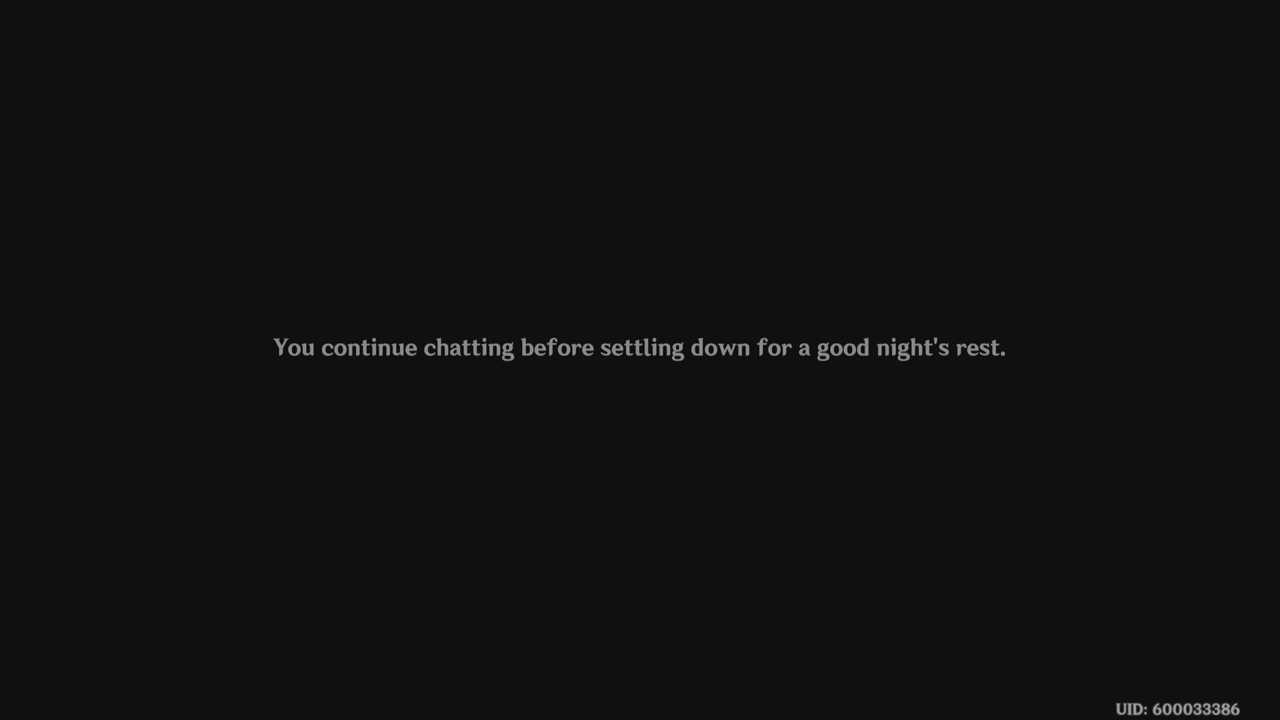 You continue chatting before settling down for a good night's rest.
UID: 600033386